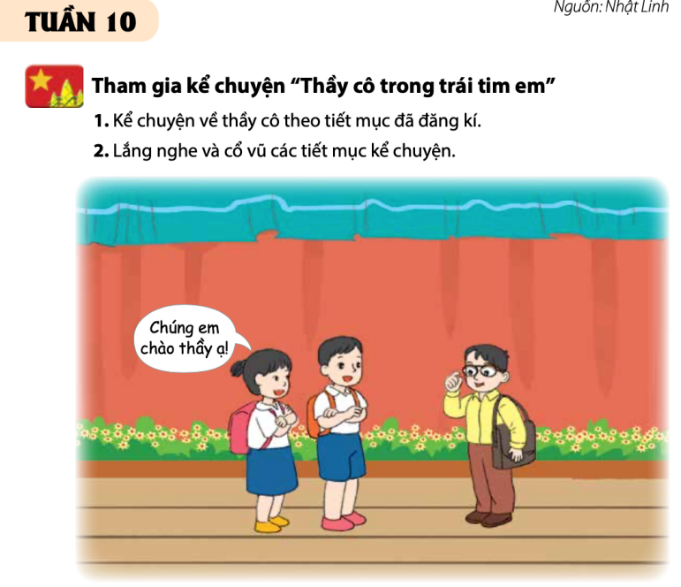 Nguồn: Nhật Linh
TUẦN 10
Tham gia kể chuyện “Thầy cô trong trái tim em”
1. Kể chuyện về thầy cô theo tiết mục đã đăng kí.
2. Lắng nghe và cổ vũ các tiết mục kể chuyện.
Chúng em
chào thầy ạ!